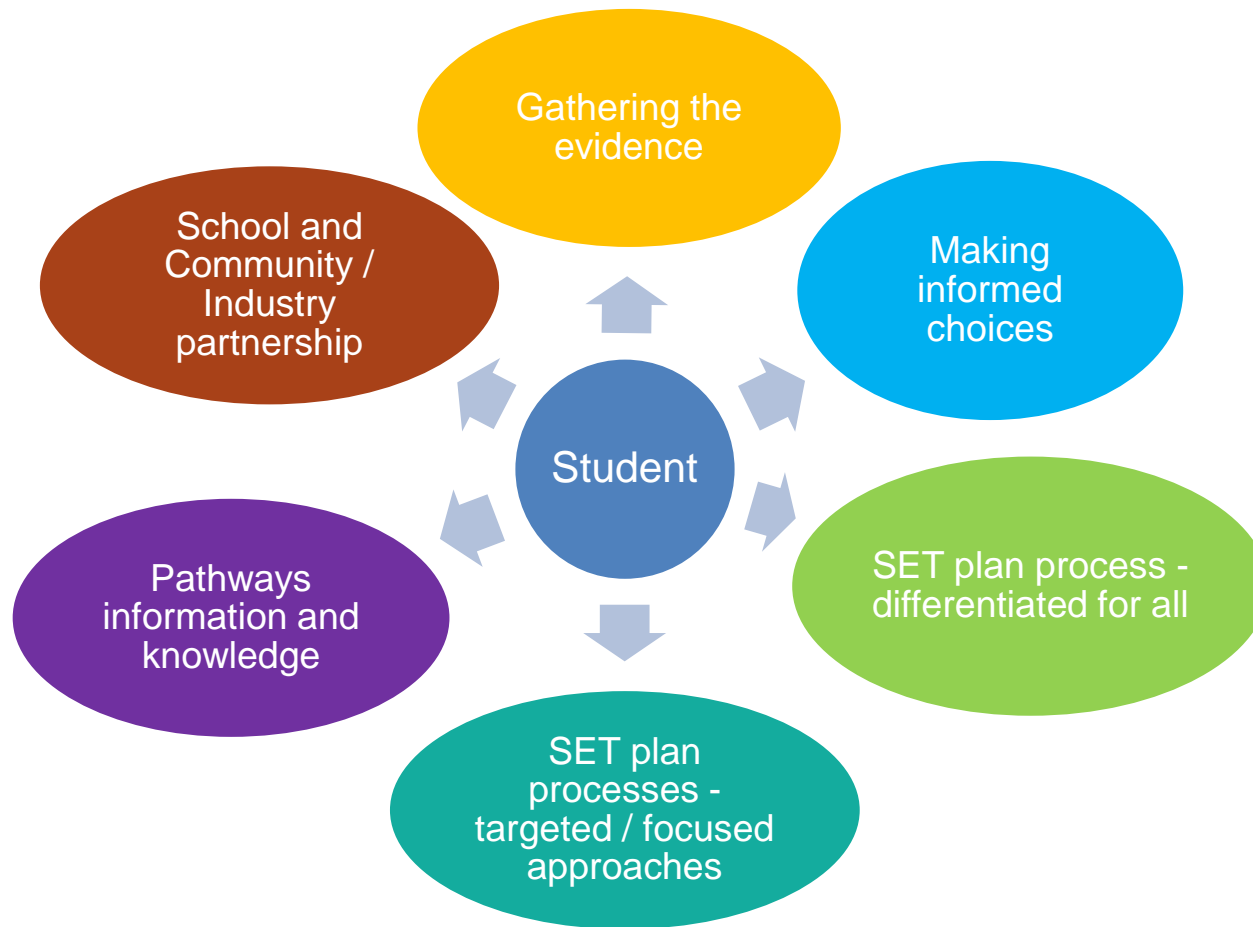 Gathering the
evidence
Making
informed
choices
SET plan process -
differentiated for all
SET plan
processes -
targeted / focused
approaches
Pathways
information and
knowledge
School and
Community /
Industry
partnership
Student